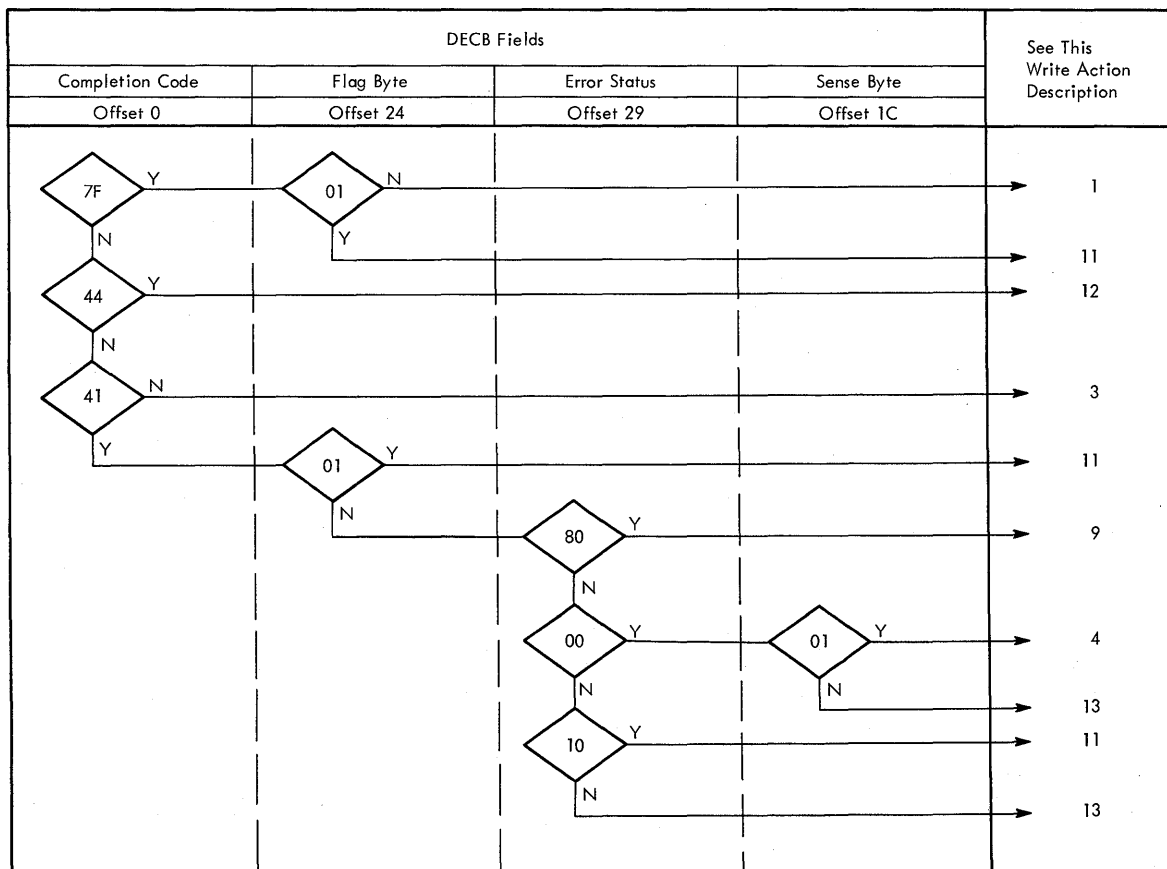 DECB Fields
See This
Write Action
Description
Completion Code
Flag Byte
Error Status
Sense Byte
Offset 0
Offset 24
Offset 29
Offset 1C
7F
Y
01
N
1
N
Y
11
44
Y
12
N
41
N
3
Y
01
Y
11
N
80
Y
9
N
00
Y
01
Y
4
N
N
13
10
Y
11
N
13